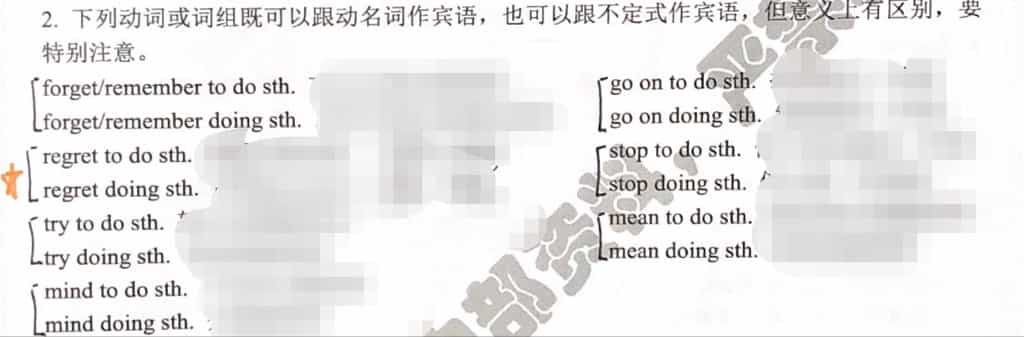 2. 下列动词或词组既可以跟动名词作宾语，也可以跟不定式作宾语，但意义上有区别，要
特别注意。
forget/remember to do sth.
forget/remember doing sth.
regret to do sth.
regret doing sth.
try to do sth.
try doing sth.
mind to do sth.
mind doing sth.
go on to do sth.
go on doing sth.
stop to do sth.
stop doing sth.
mean to do sth.
mean doing sth.
部资料，